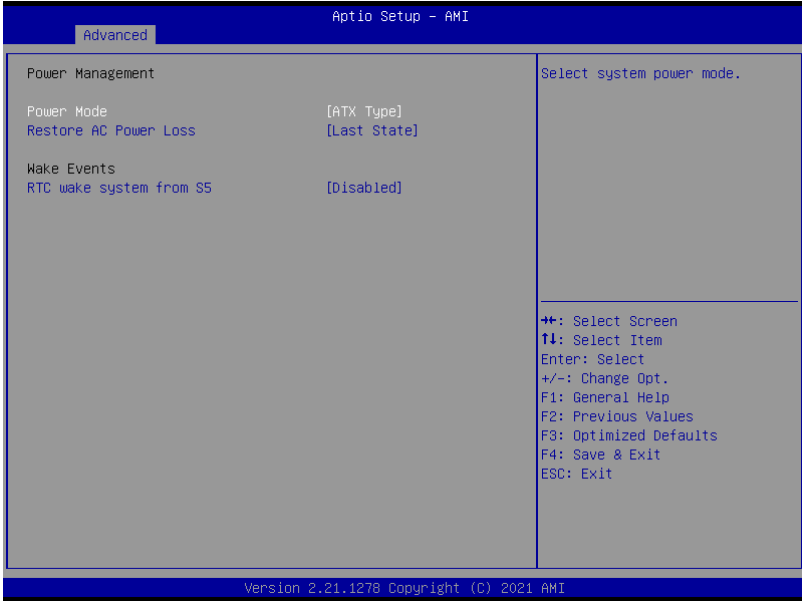 Aptio Setup – AMI
Advanced
Power Management
Power Mode [ATX Type]
Restore AC Power Loss [Last State]
Wake Events
RTC wake system from S5 [Disabled]
Select system power mode.
→←: Select Screen
↑↓: Select Item
Enter: Select
+/-: Change Opt.
F1: General Help
F2: Previous Values
F3: Optimized Defaults
F4: Save & Exit
ESC: Exit
Version 2.21.1278 Copyright (C) 2021 AMI